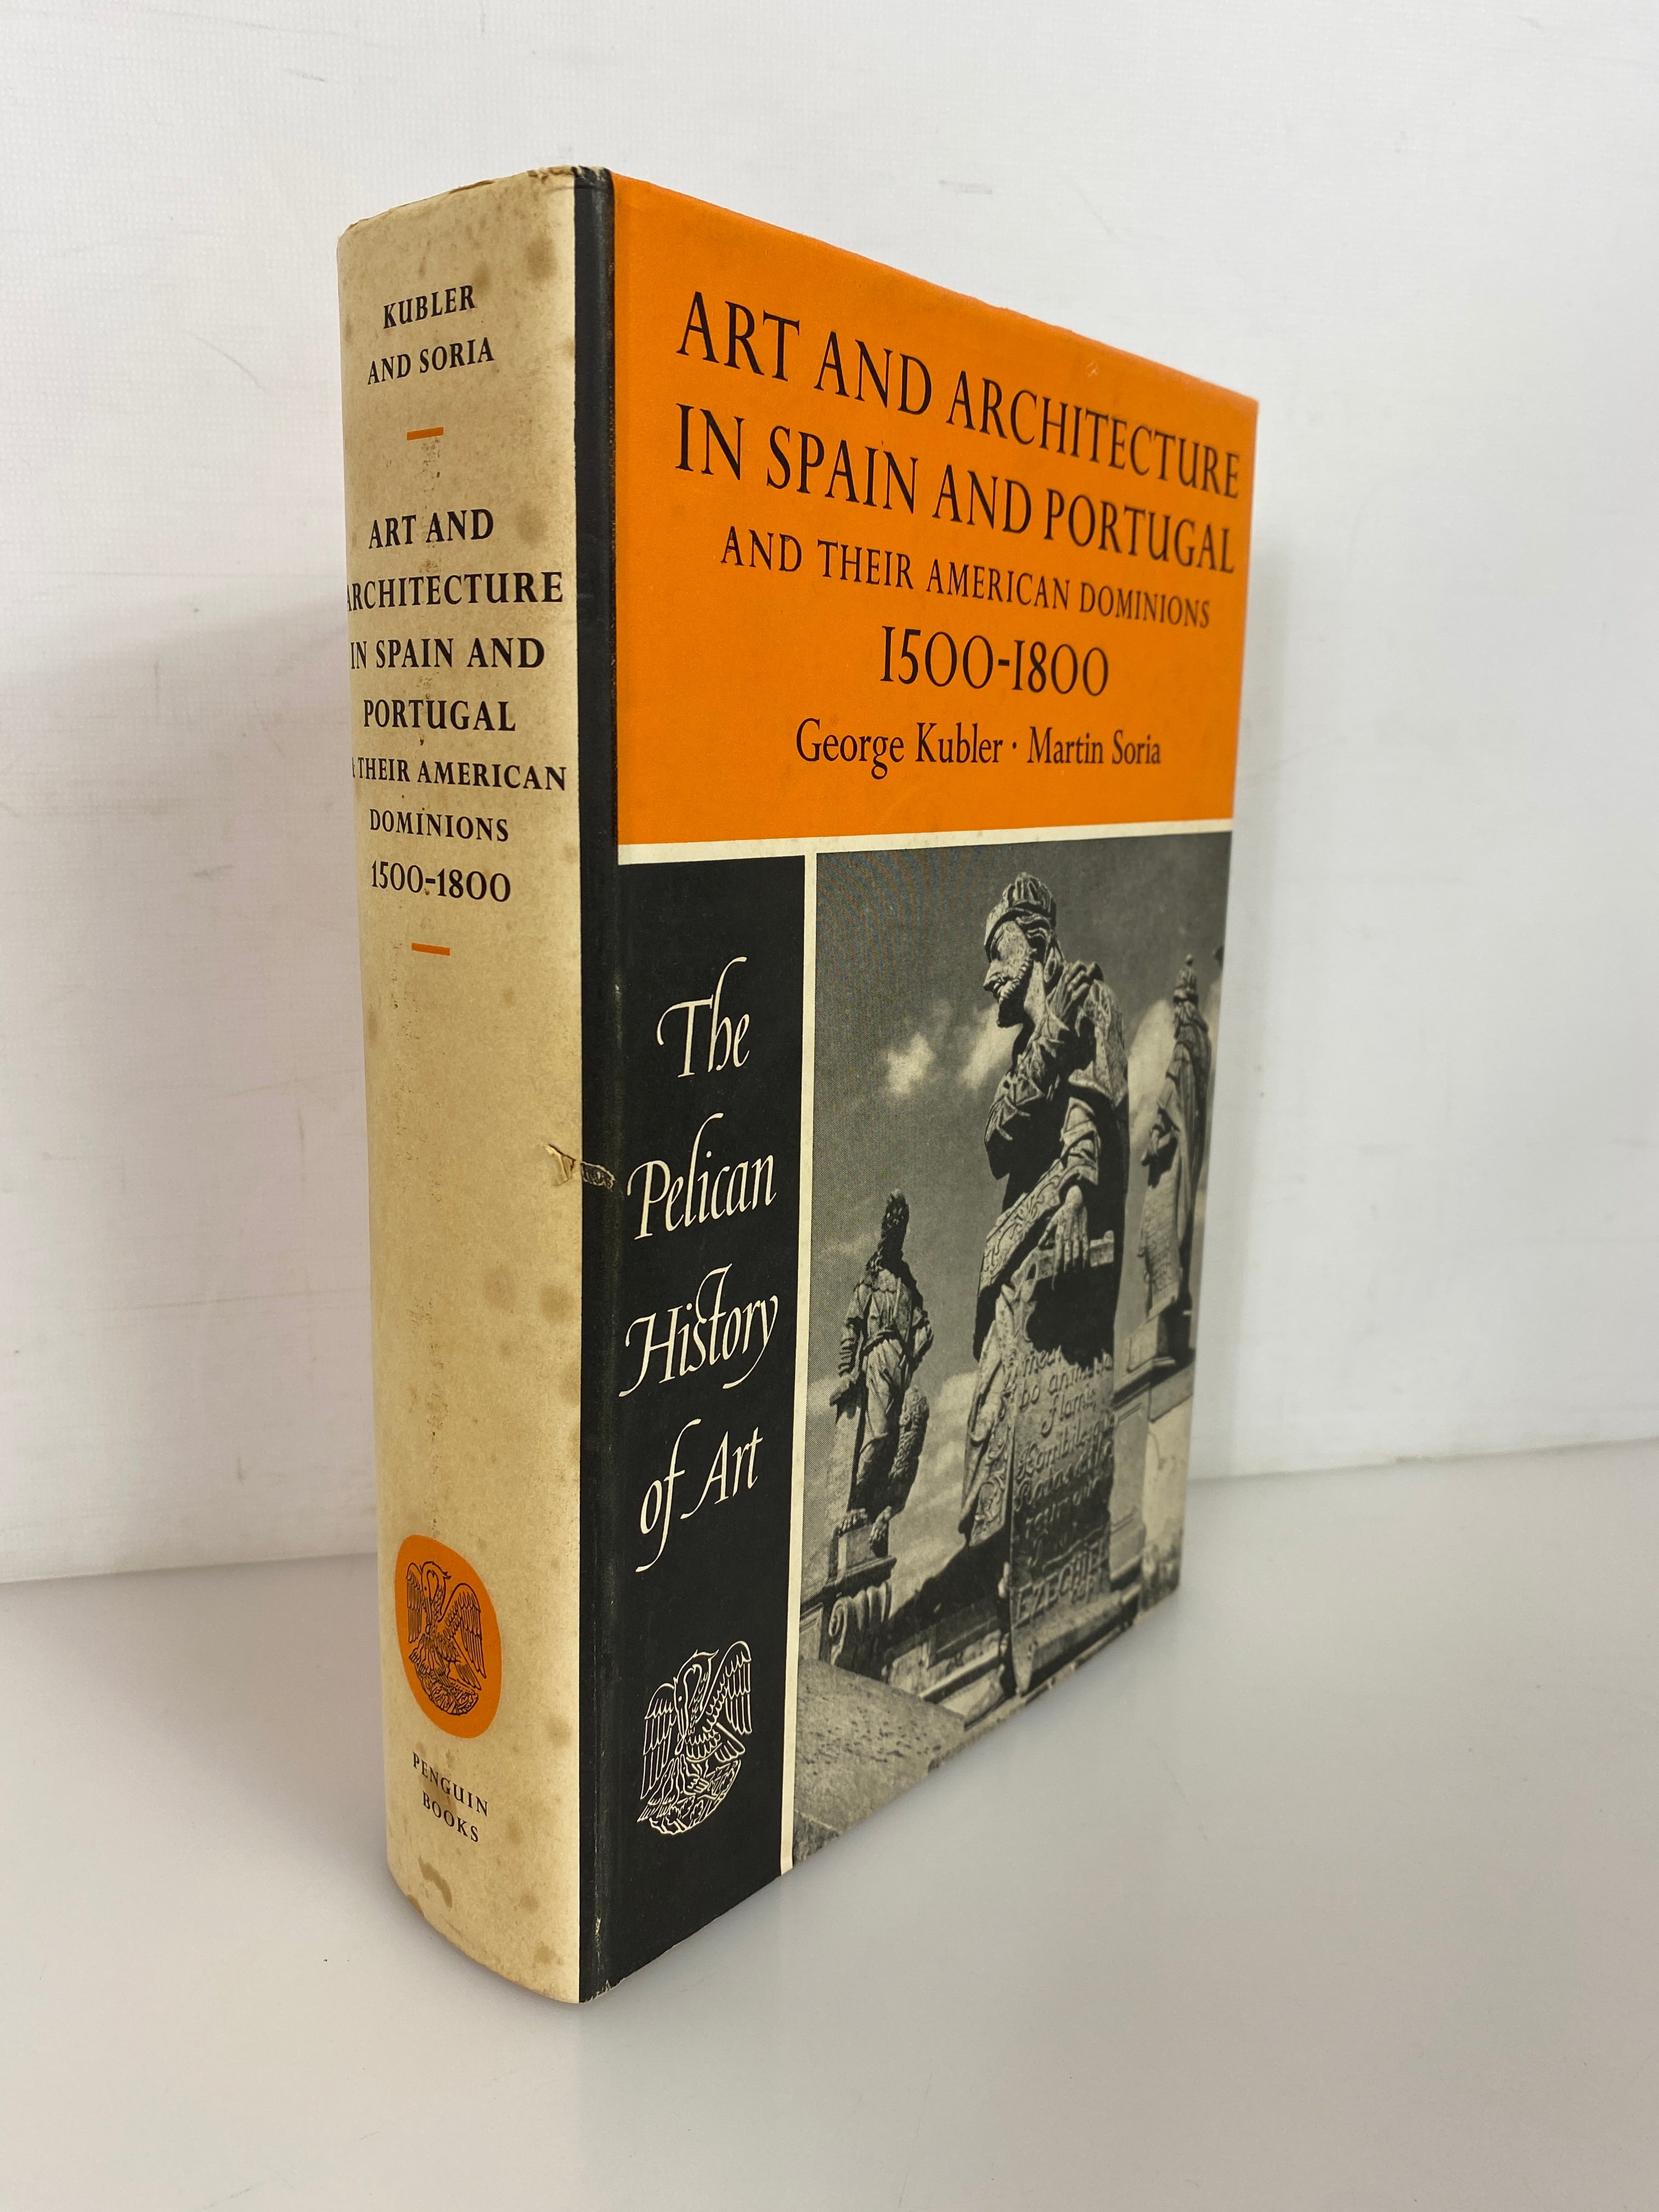 KUBLER
AND SORIA
ART AND
ARCHITECTURE
IN SPAIN AND
PORTUGAL
& THEIR AMERICAN
DOMINIONS
1500-1800
PENGUIN
BOOKS
ART AND ARCHITECTURE
IN SPAIN AND PORTUGAL
AND THEIR AMERICAN DOMINIONS
1500-1800
George Kubler · Martin Soria
The
Pelican
History
of Art
EZECHIEL